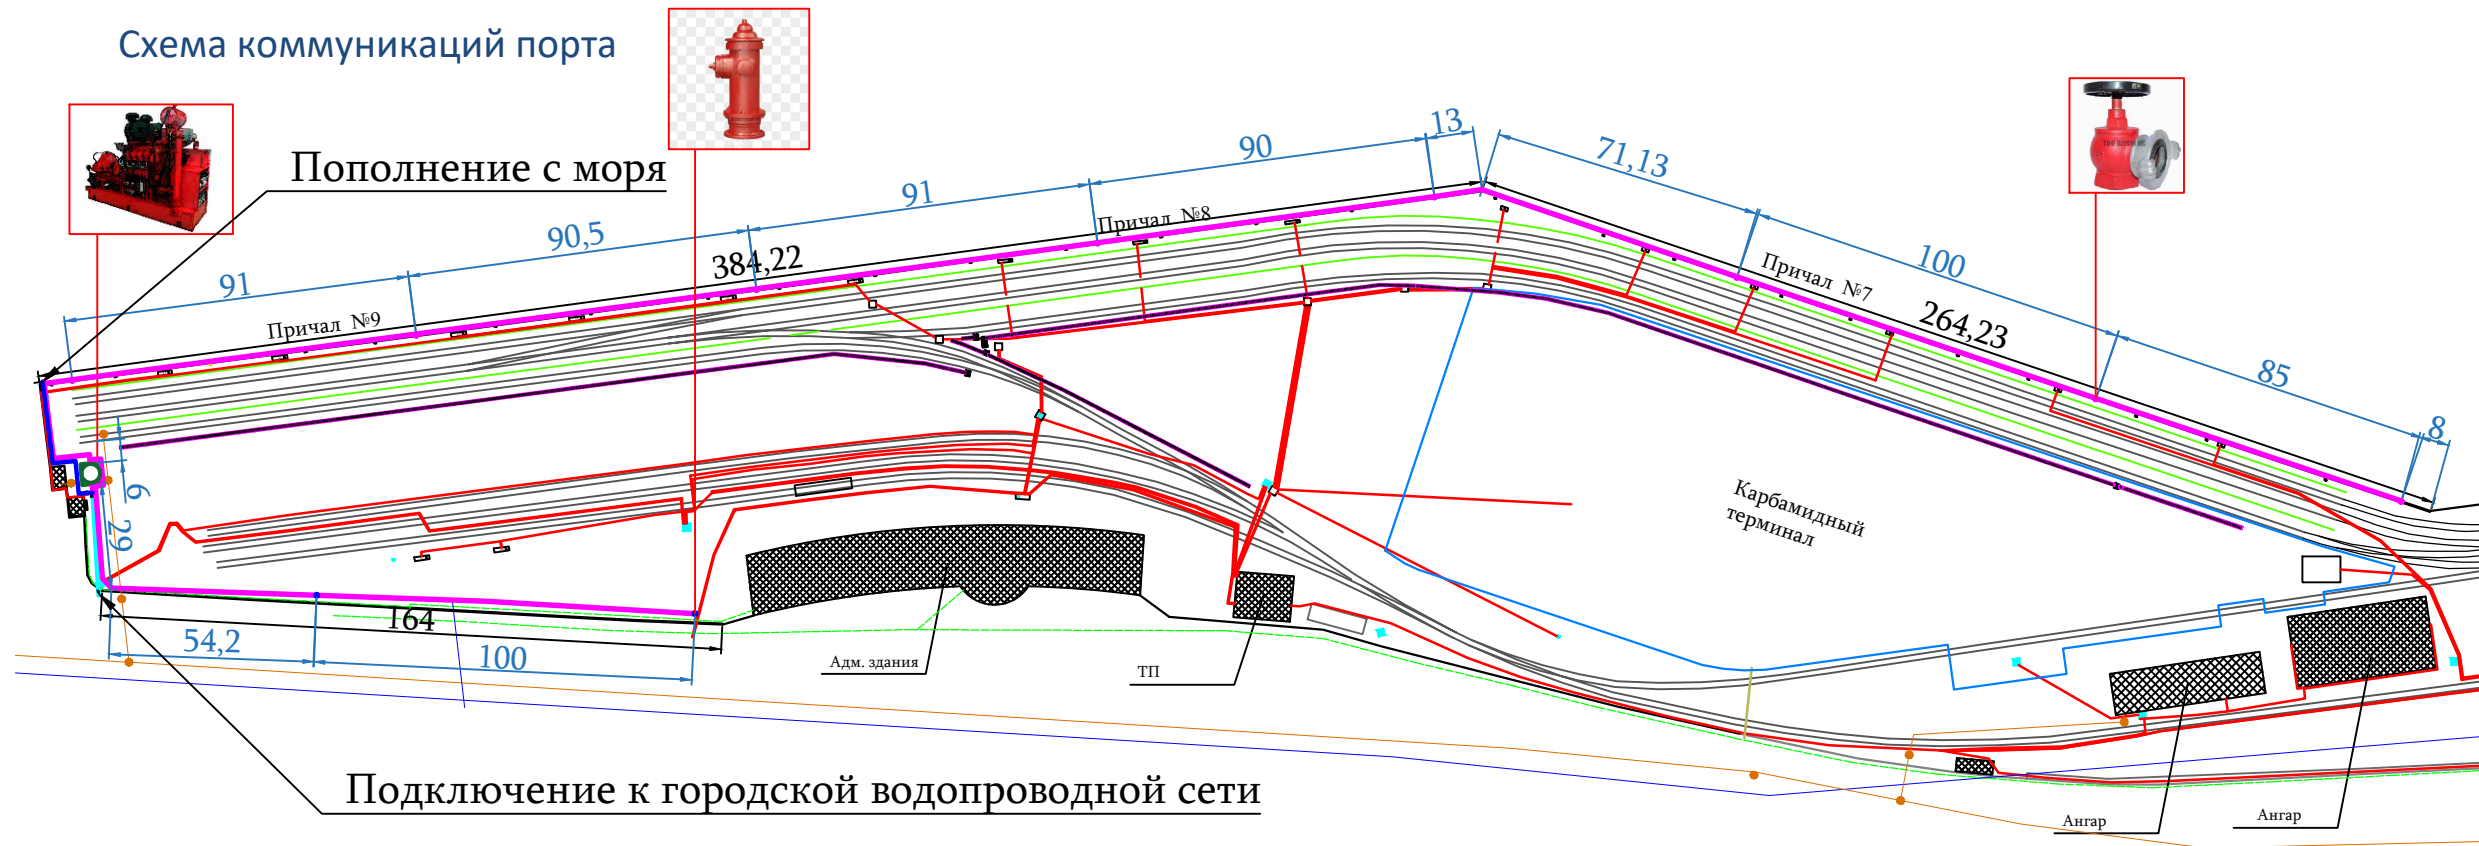 Схема коммуникаций порта
Пополнение с моря
13
90
71,13
91
90,5
Причал №8
100
384,22
91
Причал №7
Причал №9
264,23
85
8
6
29
Карбамидный
терминал
164
54,2
100
Адм. здания
ТП
Подключение к городской водопроводной сети
Ангар
Ангар